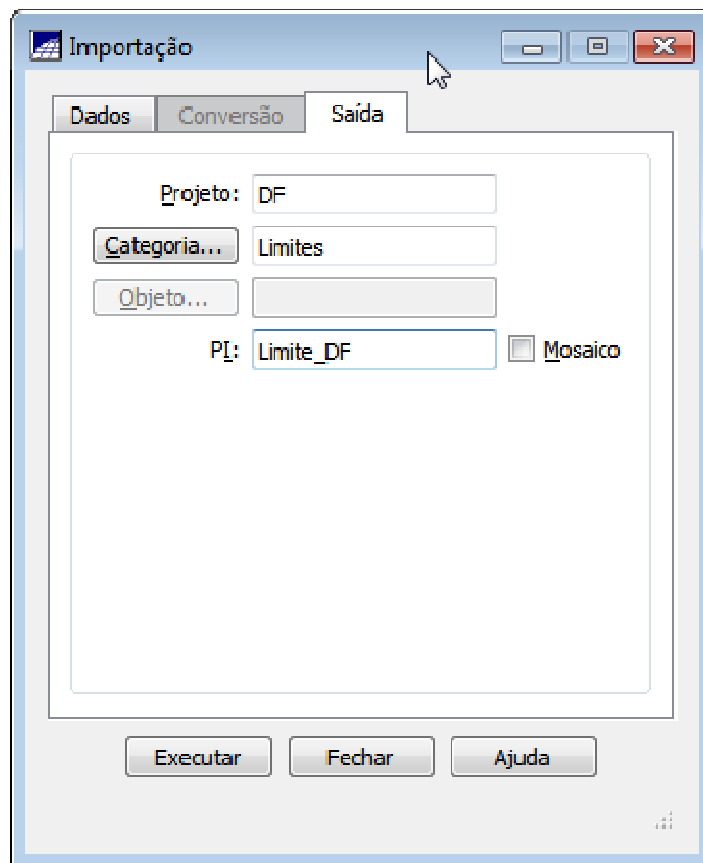 Importação
Dados Conversão Saída
Projeto: DF
Categoria... Limites
Objeto...
PI: Limite_DF Mosaico
Executar Fechar Ajuda